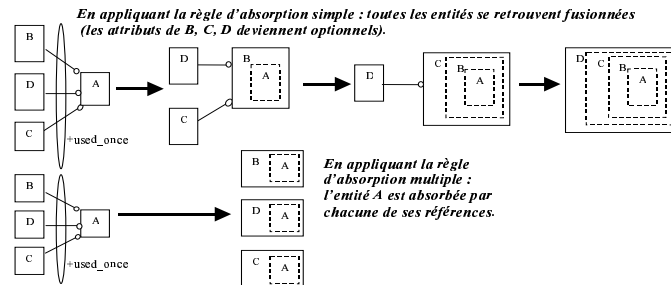 En appliquant la règle d'absorption simple : toutes les entités se retrouvent fusionnées
(les attributs de B, C, D deviennent optionnels).
B
D
C
A
+used_once
D
C
B
A
D
C
B
A
D
C
B
A
B
D
C
A
+used_once
B
A
D
A
C
A
En appliquant la règle
d'absorption multiple :
l'entité A est absorbée par
chacune de ses références.